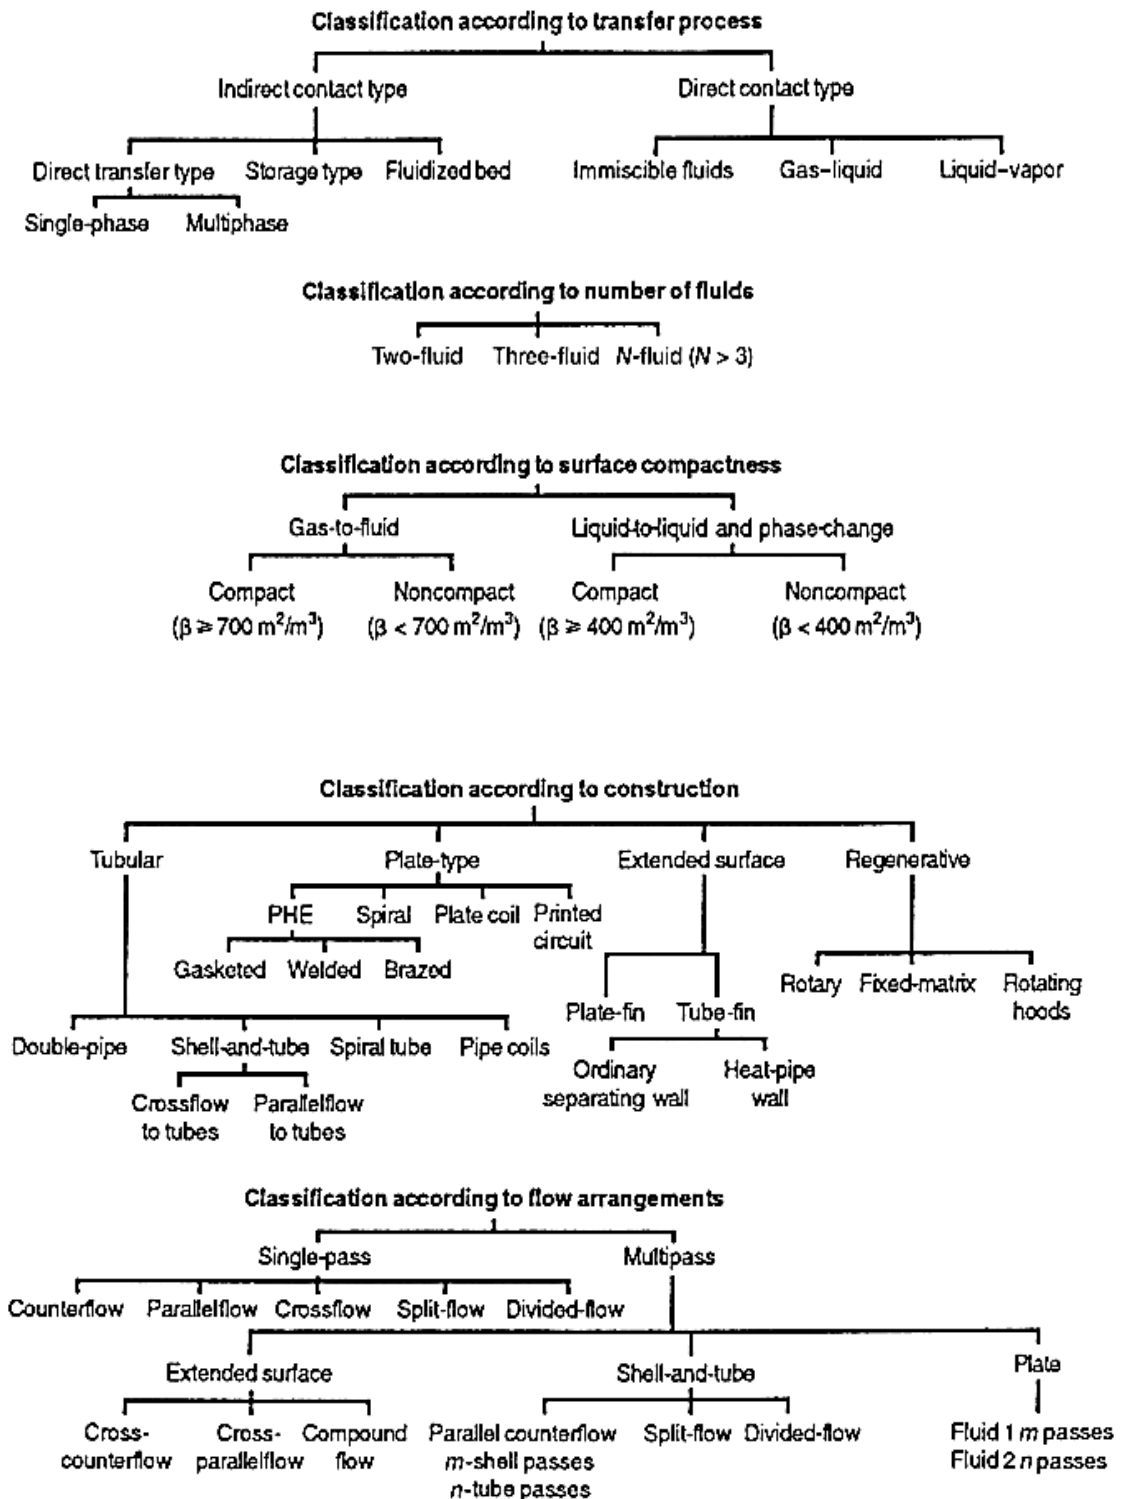 Classification according to transfer process
Indirect contact type
Direct contact type
Direct transfer type
Storage type
Fluidized bed
Immiscible fluids
Gas–liquid
Liquid–vapor
Single-phase
Multiphase
Classification according to number of fluids
Two-fluid
Three-fluid
N-fluid (N > 3)
Classification according to surface compactness
Gas-to-fluid
Liquid-to-liquid and phase-change
Compact
(β ≥ 700 m²/m³)
Noncompact
(β < 700 m²/m³)
Compact
(β ≥ 400 m²/m³)
Noncompact
(β < 400 m²/m³)
Classification according to construction
Tubular
Plate-type
Extended surface
Regenerative
PHE
Spiral
Plate coil
Printed
circuit
Gasketed
Welded
Brazed
Rotary
Fixed-matrix
Rotating
hoods
Plate-fin
Tube-fin
Double-pipe
Shell-and-tube
Spiral tube
Pipe coils
Ordinary
separating wall
Heat-pipe
wall
Crossflow
to tubes
Parallelflow
to tubes
Classification according to flow arrangements
Single-pass
Multipass
Counterflow
Parallelflow
Crossflow
Split-flow
Divided-flow
Extended surface
Shell-and-tube
Plate
Cross-
counterflow
Cross-
parallelflow
Compound
flow
Parallel counterflow
m-shell passes
n-tube passes
Split-flow
Divided-flow
Fluid 1 m passes
Fluid 2 n passes